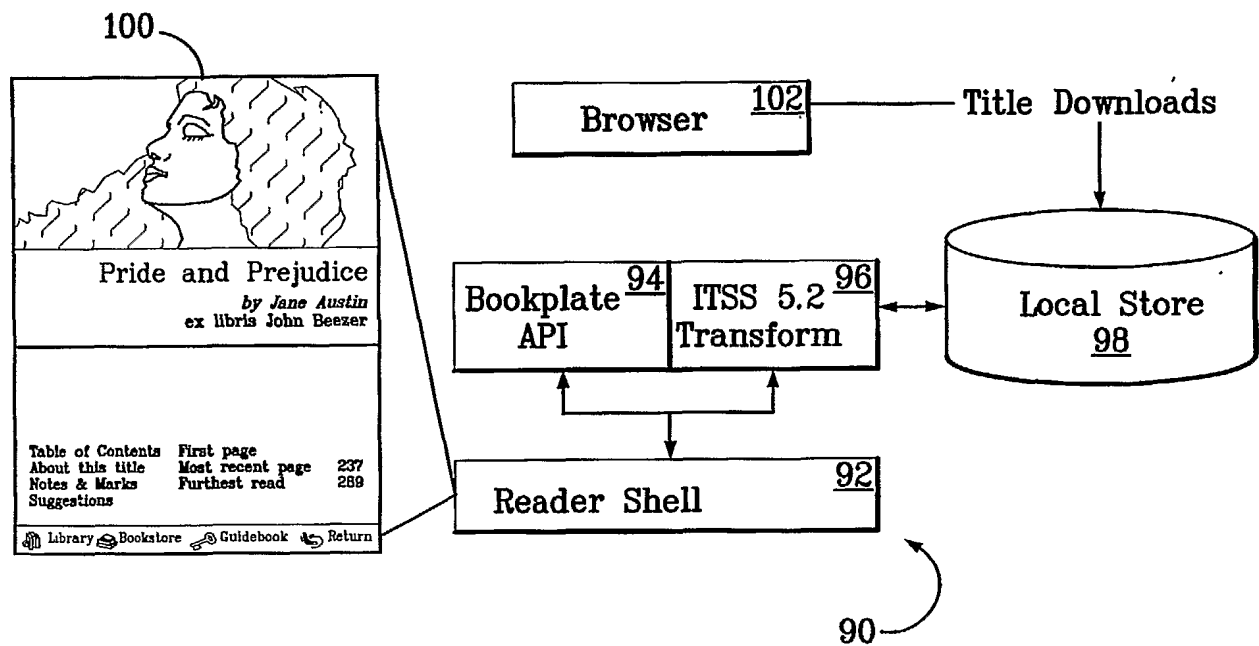 100
Pride and Prejudice
by Jane Austin
ex libris John Beezer
Table of Contents First page
About this title Most recent page 237
Notes & Marks Furthest read 289
Suggestions
Library Bookstore Guidebook Return
Browser 102
Title Downloads
Bookplate 94
API
ITSS 5.2 96
Transform
Local Store
98
Reader Shell 92
90